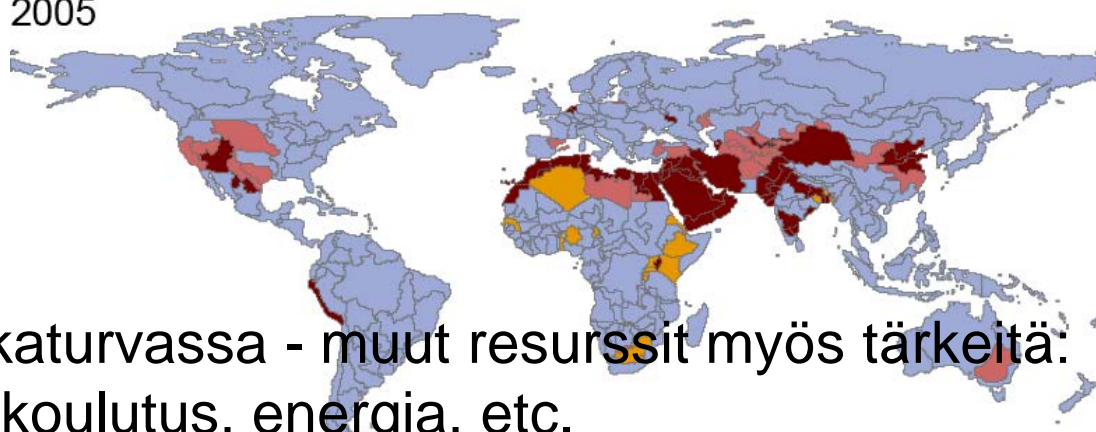 2005
katurvassa - muut resurssit myös tärkeitä:
koulutus, energia, etc.